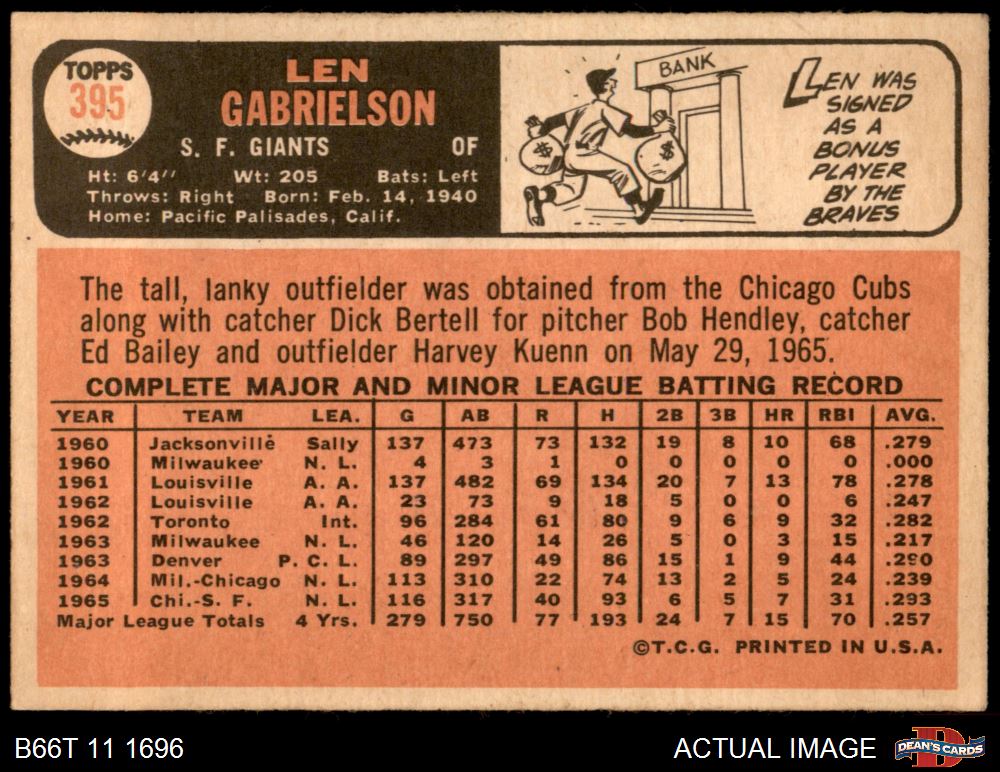 TOPPS
395
LEN
GABRIELSON
S. F. GIANTS OF
Ht: 6'4" Wt: 205 Bats: Left
Throws: Right Born: Feb. 14, 1940
Home: Pacific Palisades, Calif.
BANK
$ $
LEN WAS
SIGNED
AS A
BONUS
PLAYER
BY THE
BRAVES
The tall, lanky outfielder was obtained from the Chicago Cubs
along with catcher Dick Bertell for pitcher Bob Hendley, catcher
Ed Bailey and outfielder Harvey Kuenn on May 29, 1965.
COMPLETE MAJOR AND MINOR LEAGUE BATTING RECORD
YEAR TEAM LEA. G AB R H 2B 3B HR RBI AVG.
1960 Jacksonville Sally 137 473 73 132 19 8 10 68 .279
1960 Milwaukee N. L. 4 3 1 0 0 0 0 0 .000
1961 Louisville A. A. 137 482 69 134 20 7 13 78 .278
1962 Louisville A. A. 23 73 9 18 5 0 0 6 .247
1962 Toronto Int. 96 284 61 80 9 6 9 32 .282
1963 Milwaukee N. L. 46 120 14 26 5 0 3 15 .217
1963 Denver P. C. L. 89 297 49 86 15 1 9 44 .290
1964 Mil.-Chicago N. L. 113 310 22 74 13 2 5 24 .239
1965 Chi.-S. F. N. L. 116 317 40 93 6 5 7 31 .293
Major League Totals 4 Yrs. 279 750 77 193 24 7 15 70 .257
©T.C.G. PRINTED IN U.S.A.
B66T 11 1696 ACTUAL IMAGE D DEAN'S CARDS